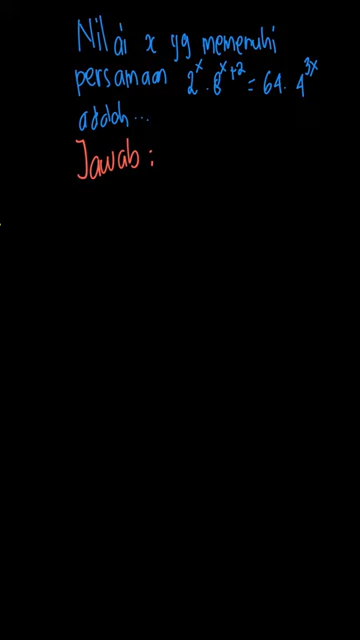 Nilai x yg memenuhi
persamaan 2^x . 8^{x+2} = 64 . 4^{3x}
adalah ...
Jawab :